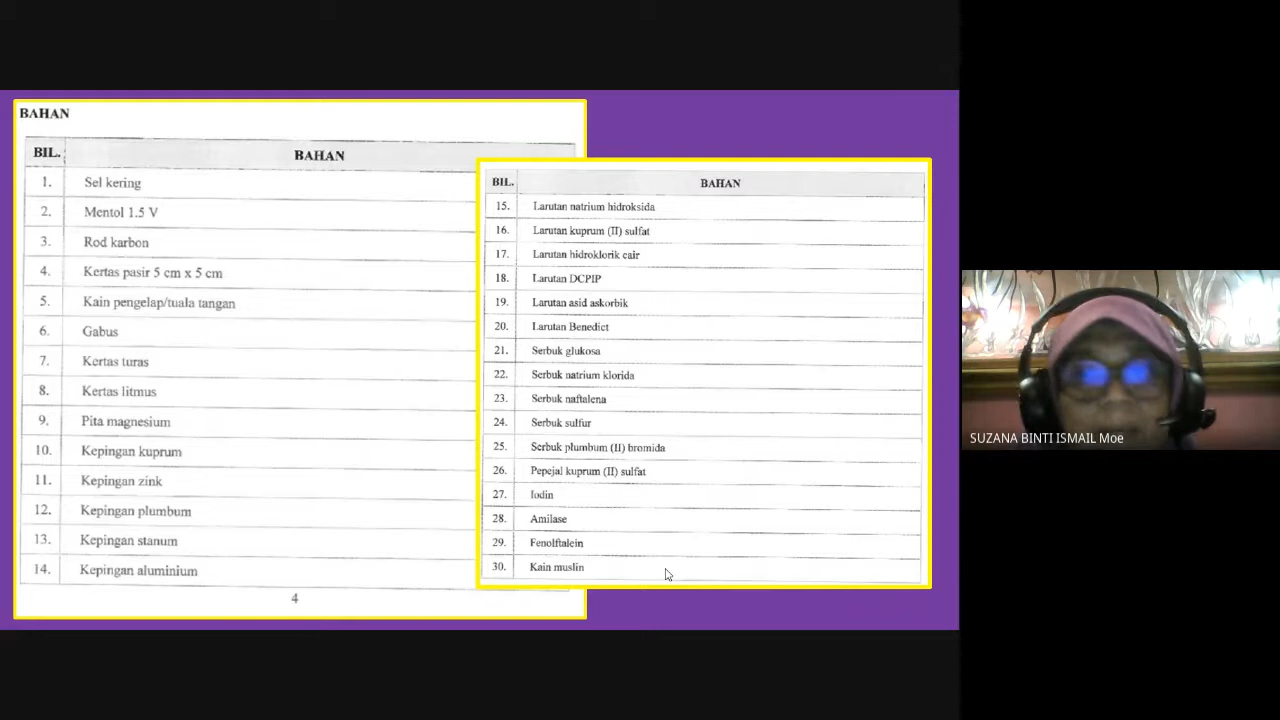 BAHAN
BIL. BAHAN
1. Sel kering
2. Mentol 1.5 V
3. Rod karbon
4. Kertas pasir 5 cm x 5 cm
5. Kain pengelap/tuala tangan
6. Gabus
7. Kertas turas
8. Kertas litmus
9. Pita magnesium
10. Kepingan kuprum
11. Kepingan zink
12. Kepingan plumbum
13. Kepingan stanum
14. Kepingan aluminium
4
BIL. BAHAN
15. Larutan natrium hidroksida
16. Larutan kuprum (II) sulfat
17. Larutan hidroklorik cair
18. Larutan DCPIP
19. Larutan asid askorbik
20. Larutan Benedict
21. Serbuk glukosa
22. Serbuk natrium klorida
23. Serbuk naftalena
24. Serbuk sulfur
25. Serbuk plumbum (II) bromida
26. Pepejal kuprum (II) sulfat
27. Iodin
28. Amilase
29. Fenolftalein
30. Kain muslin
SUZANA BINTI ISMAIL Moe